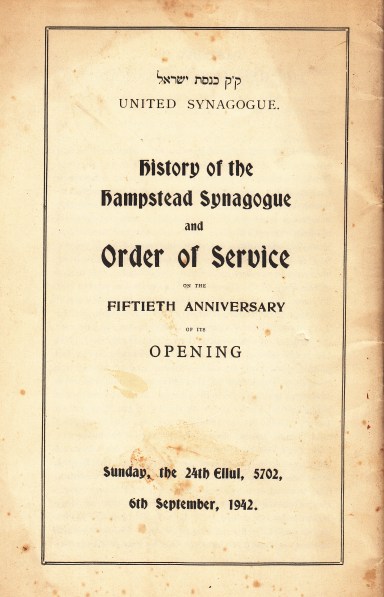 ק״ק כנסת ישראל
UNITED SYNAGOGUE.
History of the
Hampstead Synagogue
and
Order of Service
ON THE
FIFTIETH ANNIVERSARY
OF ITS
OPENING
Sunday, the 24th Ellul, 5702,
6th September, 1942.